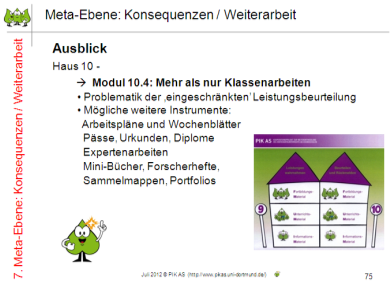 Meta-Ebene: Konsequenzen / Weiterarbeit
7. Meta-Ebene: Konsequenzen / Weiterarbeit
Ausblick
Haus 10 -
→ Modul 10.4: Mehr als nur Klassenarbeiten
• Problematik der ‚eingeschränkten' Leistungsbeurteilung
• Mögliche weitere Instrumente:
Arbeitspläne und Wochenblätter
Pässe, Urkunden, Diplome
Expertenarbeiten
Mini-Bücher, Forscherhefte,
Sammelmappen, Portfolios
PIK AS
9
10
Juli 2012 © PIK AS (http://www.pikas.uni-dortmund.de/)
75